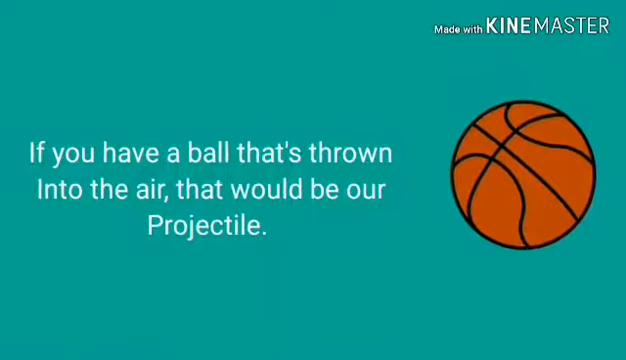 Made with KINEMASTER
If you have a ball that's thrown
Into the air, that would be our
Projectile.